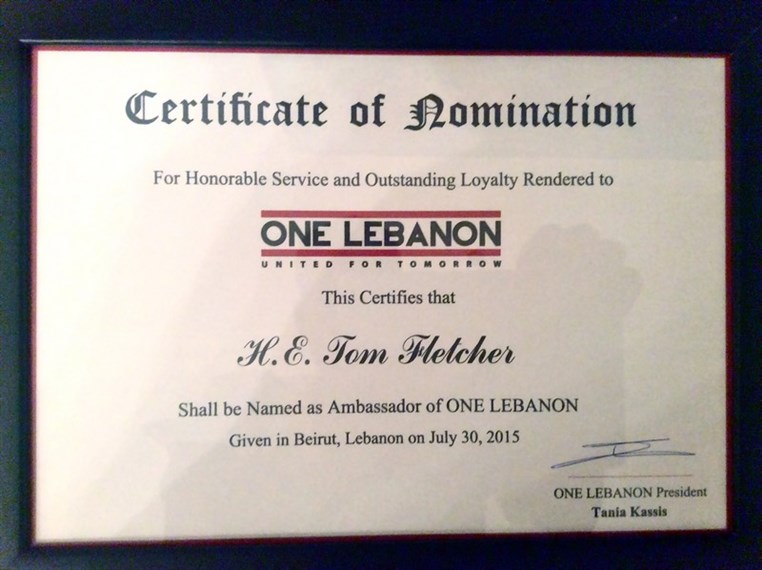 Certificate of Nomination
For Honorable Service and Outstanding Loyalty Rendered to
ONE LEBANON
UNITED FOR TOMORROW
This Certifies that
H.E. Tom Fletcher
Shall be Named as Ambassador of ONE LEBANON
Given in Beirut, Lebanon on July 30, 2015
ONE LEBANON President
Tania Kassis